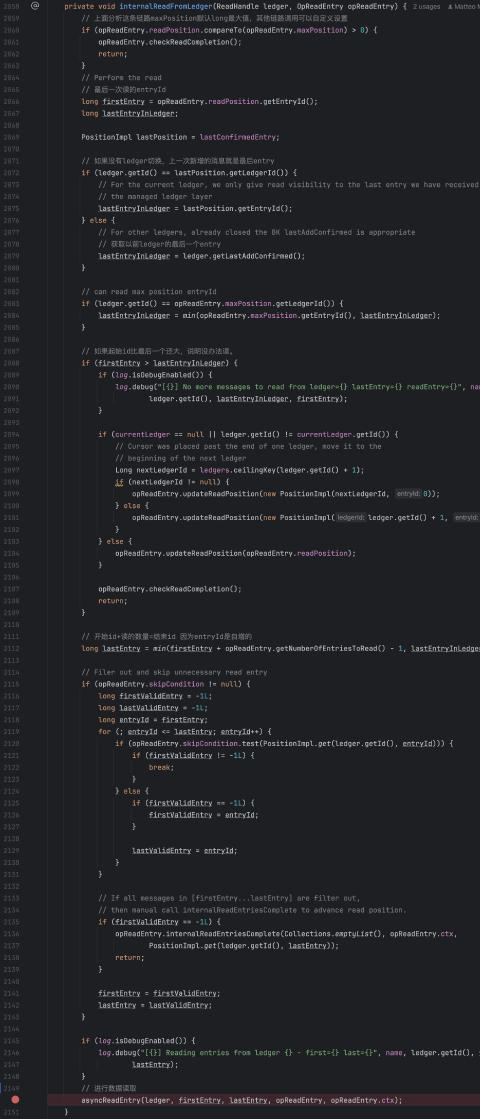 2058 private void internalReadFromLedger(ReadHandle ledger, OpReadEntry opReadEntry) { 2 usages Matteo M
2059 // 上面分析这条链路maxPosition默认long最大值，其他链路调用可以自定义设置
2060 if (opReadEntry.readPosition.compareTo(opReadEntry.maxPosition) > 0) {
2061 opReadEntry.checkReadCompletion();
2062 return;
2063 }
2064 // Perform the read
2065 // 最后一次读的entryId
2066 long firstEntry = opReadEntry.readPosition.getEntryId();
2067 long lastEntryInLedger;
2068
2069 PositionImpl lastPosition = lastConfirmedEntry;
2070
2071 // 如果没有ledger切换，上一次新增的消息就是最后entry
2072 if (ledger.getId() == lastPosition.getLedgerId()) {
2073 // For the current ledger, we only give read visibility to the last entry we have received
2074 // the managed ledger layer
2075 lastEntryInLedger = lastPosition.getEntryId();
2076 } else {
2077 // For other ledgers, already closed the BK lastAddConfirmed is appropriate
2078 // 获取以前ledger的最后一个entry
2079 lastEntryInLedger = ledger.getLastAddConfirmed();
2080 }
2081
2082 // can read max position entryId
2083 if (ledger.getId() == opReadEntry.maxPosition.getLedgerId()) {
2084 lastEntryInLedger = min(opReadEntry.maxPosition.getEntryId(), lastEntryInLedger);
2085 }
2086
2087 // 如果起始id比最后一个还大，说明没办法读。
2088 if (firstEntry > lastEntryInLedger) {
2089 if (log.isDebugEnabled()) {
2090 log.debug("[{}] No more messages to read from ledger={} lastEntry={} readEntry={}", nam
2091 ledger.getId(), lastEntryInLedger, firstEntry);
2092 }
2093
2094 if (currentLedger == null || ledger.getId() != currentLedger.getId()) {
2095 // Cursor was placed past the end of one ledger, move it to the
2096 // beginning of the next ledger
2097 Long nextLedgerId = ledgers.ceilingKey(ledger.getId() + 1);
2098 if (nextLedgerId != null) {
2099 opReadEntry.updateReadPosition(new PositionImpl(nextLedgerId, entryId: 0));
2100 } else {
2101 opReadEntry.updateReadPosition(new PositionImpl( ledgerId: ledger.getId() + 1, entryId:
2102 }
2103 } else {
2104 opReadEntry.updateReadPosition(opReadEntry.readPosition);
2105 }
2106
2107 opReadEntry.checkReadCompletion();
2108 return;
2109 }
2110
2111 // 开始id+读的数量=结束id 因为entryId是自增的
2112 long lastEntry = min(firstEntry + opReadEntry.getNumberOfEntriesToRead() - 1, lastEntryInLedger
2113
2114 // Filer out and skip unnecessary read entry
2115 if (opReadEntry.skipCondition != null) {
2116 long firstValidEntry = -1L;
2117 long lastValidEntry = -1L;
2118 long entryId = firstEntry;
2119 for (; entryId <= lastEntry; entryId++) {
2120 if (opReadEntry.skipCondition.test(PositionImpl.get(ledger.getId(), entryId))) {
2121 if (firstValidEntry != -1L) {
2122 break;
2123 }
2124 } else {
2125 if (firstValidEntry == -1L) {
2126 firstValidEntry = entryId;
2127 }
2128
2129 lastValidEntry = entryId;
2130 }
2131 }
2132
2133 // If all messages in [firstEntry...lastEntry] are filter out,
2134 // then manual call internalReadEntriesComplete to advance read position.
2135 if (firstValidEntry == -1L) {
2136 opReadEntry.internalReadEntriesComplete(Collections.emptyList(), opReadEntry.ctx,
2137 PositionImpl.get(ledger.getId(), lastEntry));
2138 return;
2139 }
2140
2141 firstEntry = firstValidEntry;
2142 lastEntry = lastValidEntry;
2143 }
2144
2145 if (log.isDebugEnabled()) {
2146 log.debug("[{}] Reading entries from ledger {} - first={} last={}", name, ledger.getId(),
2147 lastEntry);
2148 }
2149 // 进行数据读取
asyncReadEntry(ledger, firstEntry, lastEntry, opReadEntry, opReadEntry.ctx);
2151 }